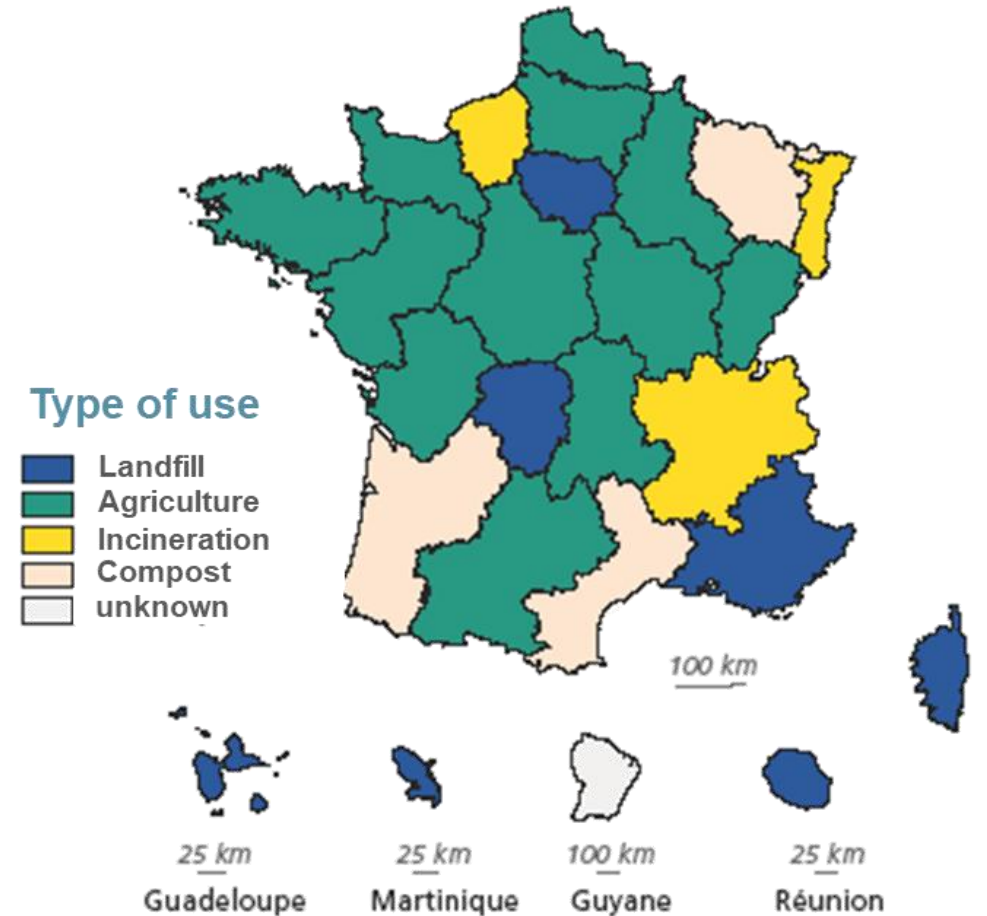 Type of use
Landfill
Agriculture
Incineration
Compost
unknown
100 km
25 km
25 km
100 km
25 km
Guadeloupe
Martinique
Guyane
Réunion